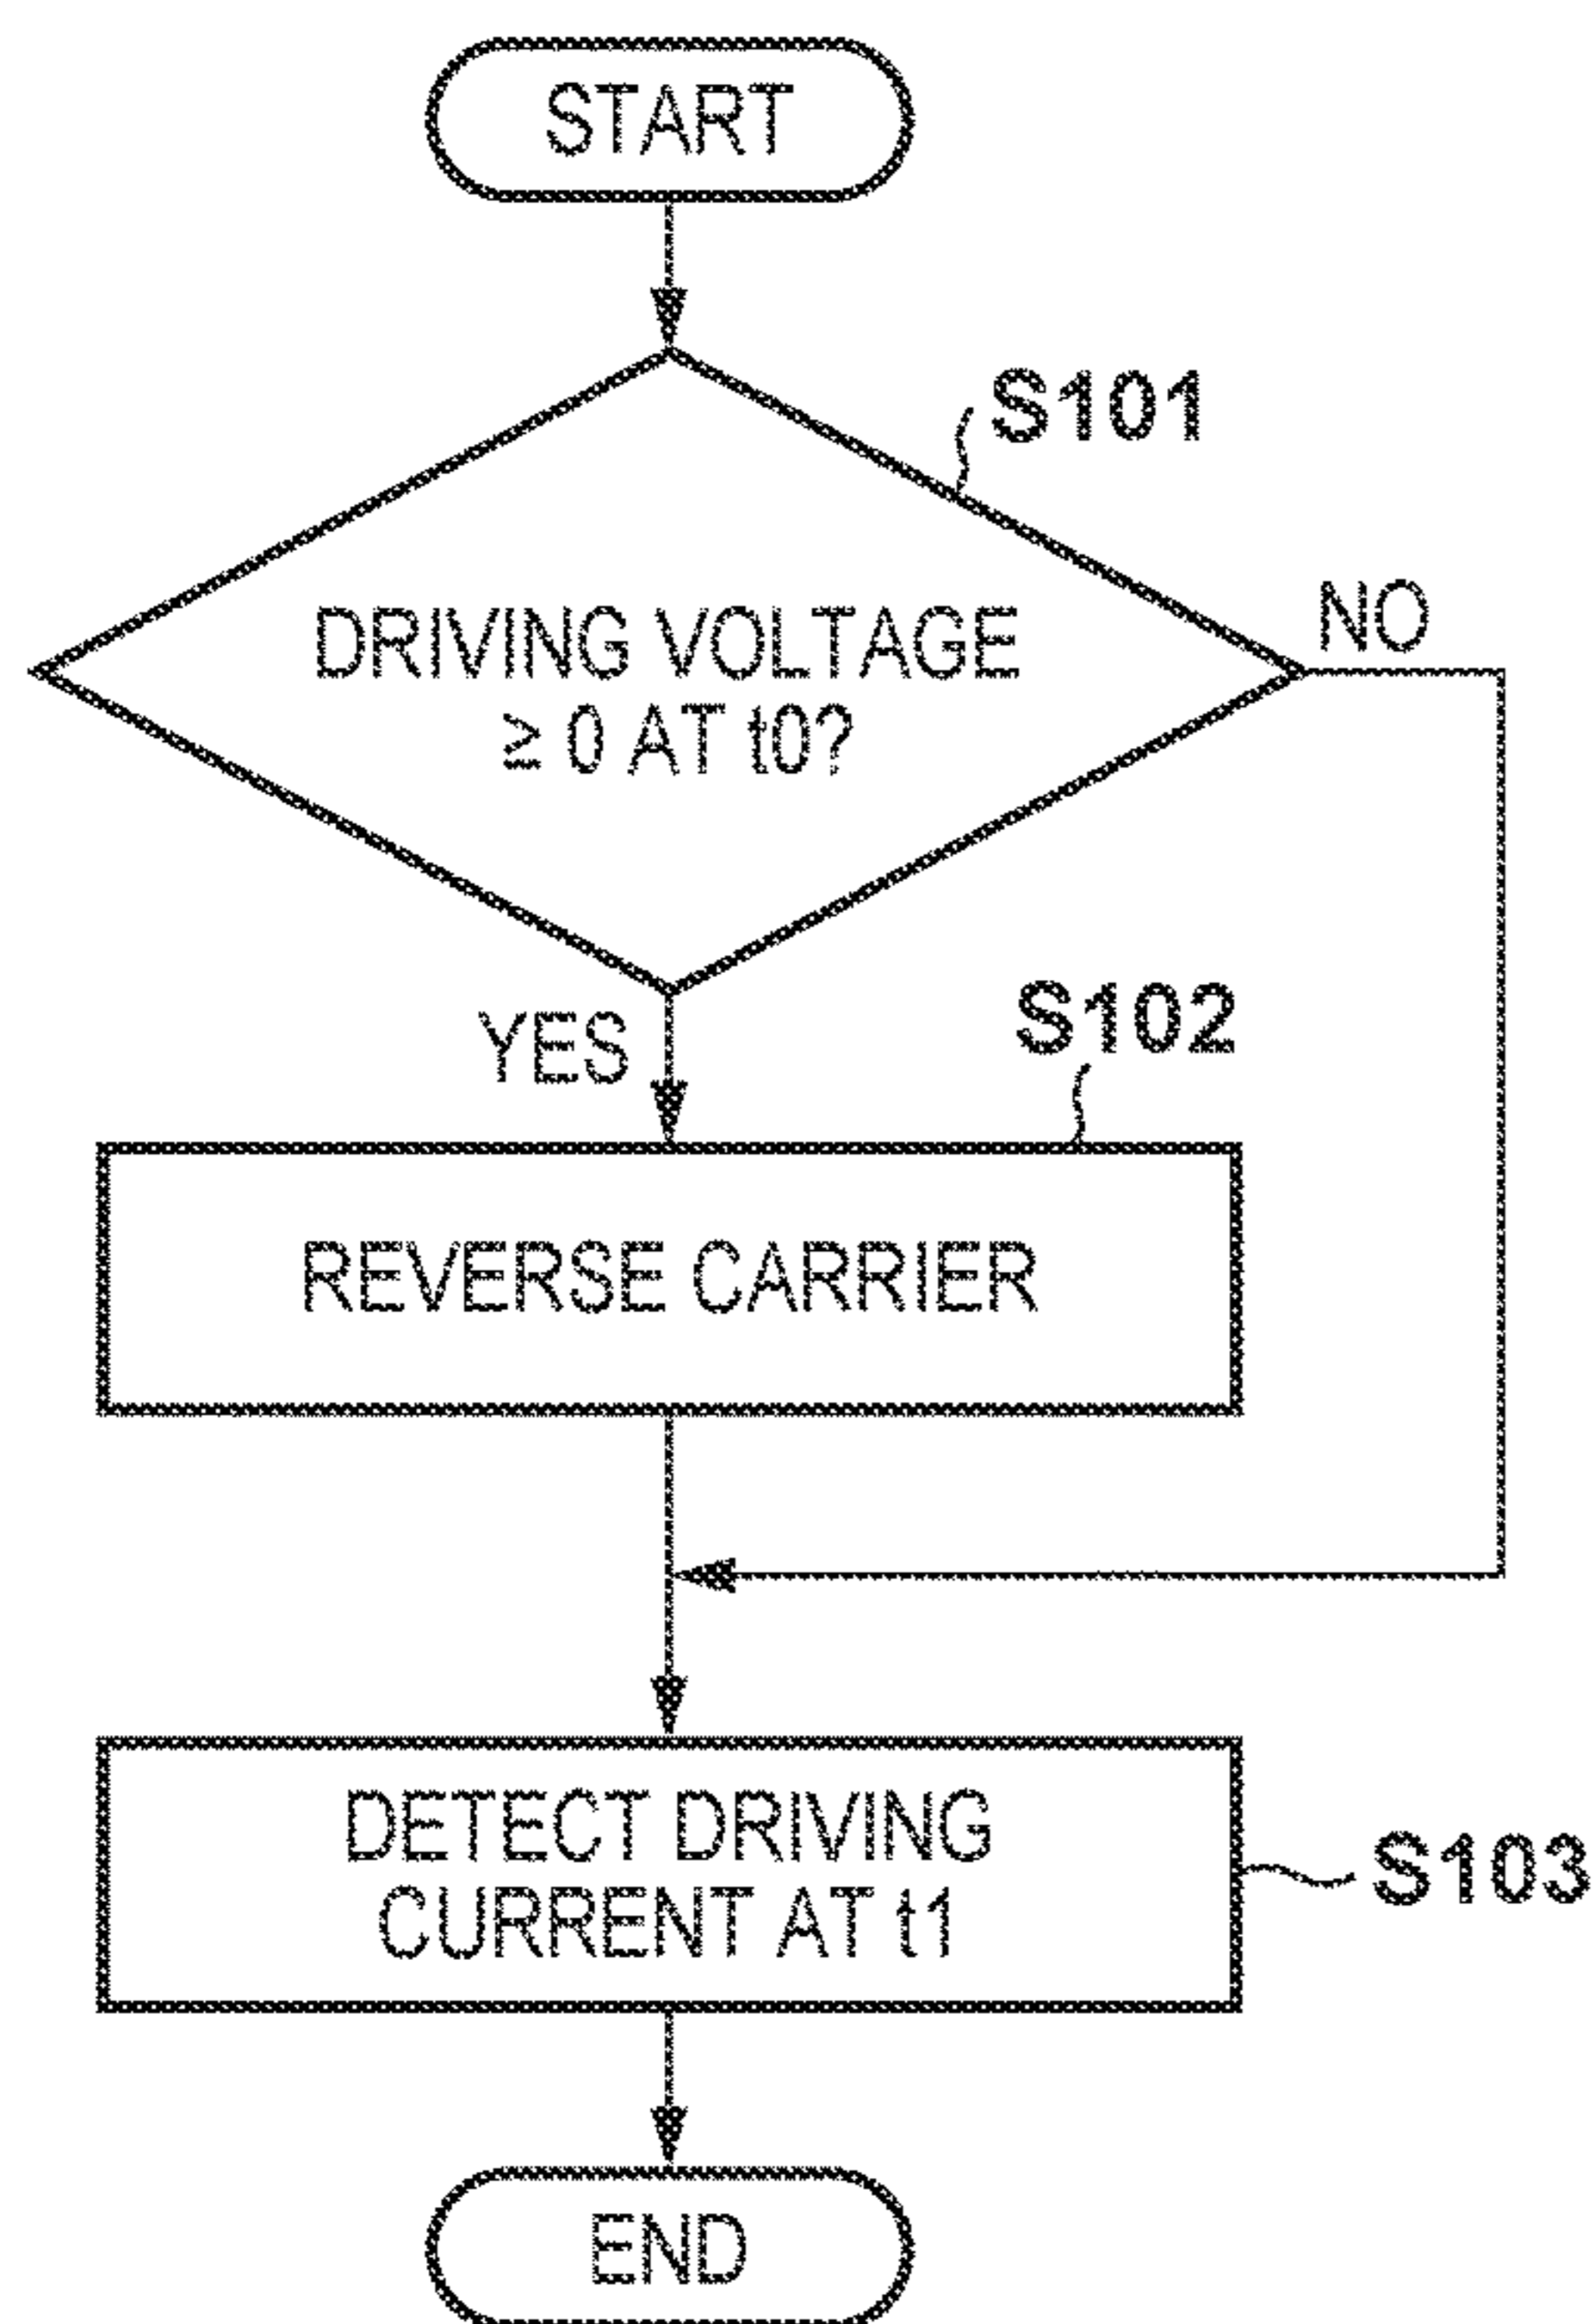 START
S101
DRIVING VOLTAGE
≥ 0 AT t0?
NO
YES
S102
REVERSE CARRIER
DETECT DRIVING
CURRENT AT t1
S103
END